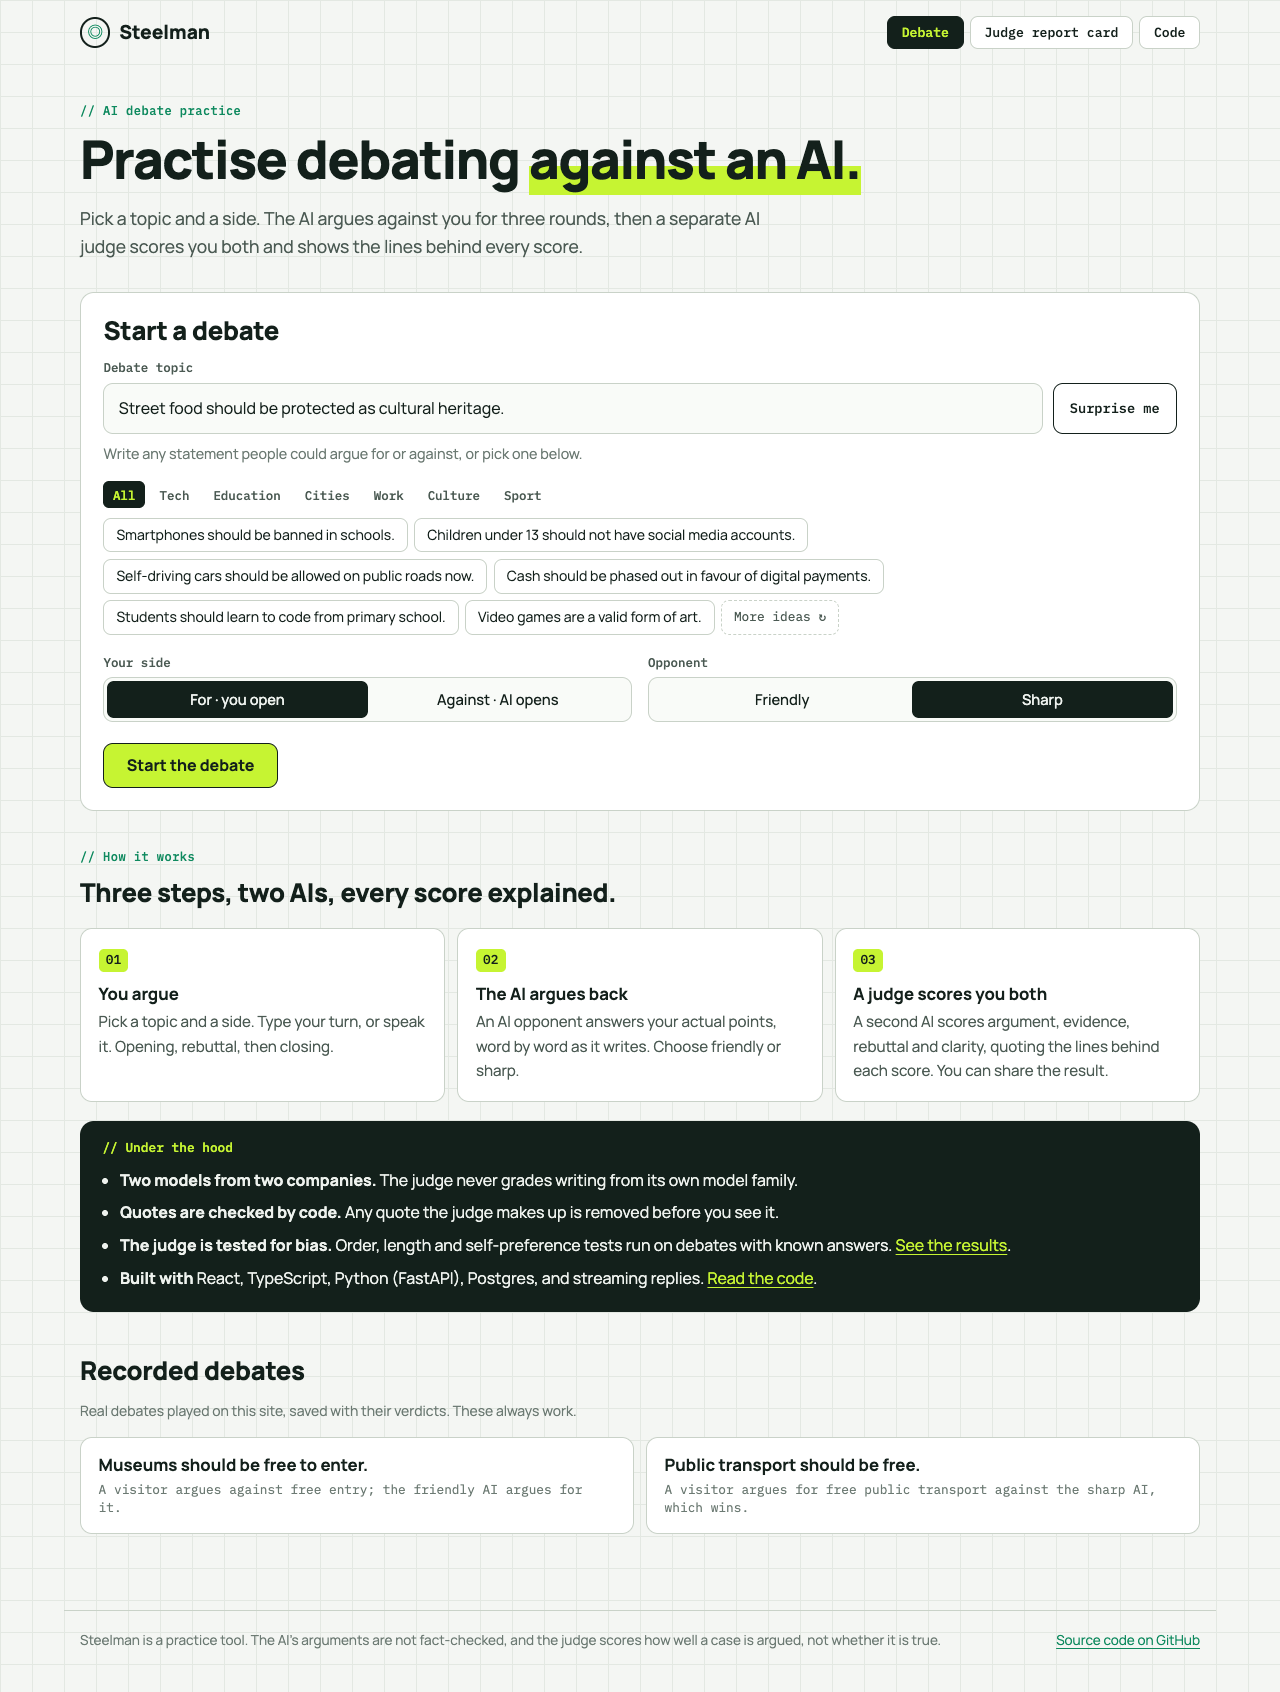 Steelman
Debate
Judge report card
Code
// AI debate practice
Practise debating against an AI.
Pick a topic and a side. The AI argues against you for three rounds, then a separate AI
judge scores you both and shows the lines behind every score.
Start a debate
Debate topic
Street food should be protected as cultural heritage.
Surprise me
Write any statement people could argue for or against, or pick one below.
All
Tech
Education
Cities
Work
Culture
Sport
Smartphones should be banned in schools.
Children under 13 should not have social media accounts.
Self-driving cars should be allowed on public roads now.
Cash should be phased out in favour of digital payments.
Students should learn to code from primary school.
Video games are a valid form of art.
More ideas ↻
Your side
For · you open
Against · AI opens
Opponent
Friendly
Sharp
Start the debate
// How it works
Three steps, two AIs, every score explained.
01
You argue
Pick a topic and a side. Type your turn, or speak
it. Opening, rebuttal, then closing.
02
The AI argues back
An AI opponent answers your actual points,
word by word as it writes. Choose friendly or
sharp.
03
A judge scores you both
A second AI scores argument, evidence,
rebuttal and clarity, quoting the lines behind
each score. You can share the result.
// Under the hood
• Two models from two companies. The judge never grades writing from its own model family.
• Quotes are checked by code. Any quote the judge makes up is removed before you see it.
• The judge is tested for bias. Order, length and self-preference tests run on debates with known answers. See the results.
• Built with React, TypeScript, Python (FastAPI), Postgres, and streaming replies. Read the code.
Recorded debates
Real debates played on this site, saved with their verdicts. These always work.
Museums should be free to enter.
A visitor argues against free entry; the friendly AI argues for
it.
Public transport should be free.
A visitor argues for free public transport against the sharp AI,
which wins.
Steelman is a practice tool. The AI's arguments are not fact-checked, and the judge scores how well a case is argued, not whether it is true.
Source code on GitHub